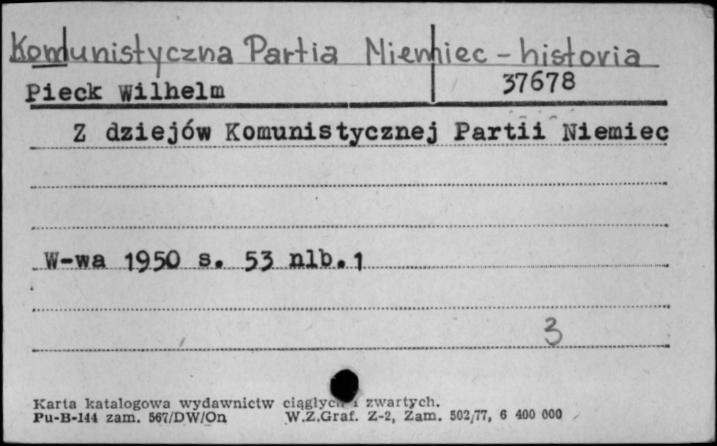 Komunistyczna Partia Niemiec - historia
Pieck Wilhelm 37678
Z dziejów Komunistycznej Partii Niemiec
W-wa 1950 s. 53 nlb.1
3
Karta katalogowa wydawnictw ciągłych i zwartych.
Pu-B-144 zam. 567/DW/On W.Z.Graf. Z-2, Zam. 502/77, 6 400 000